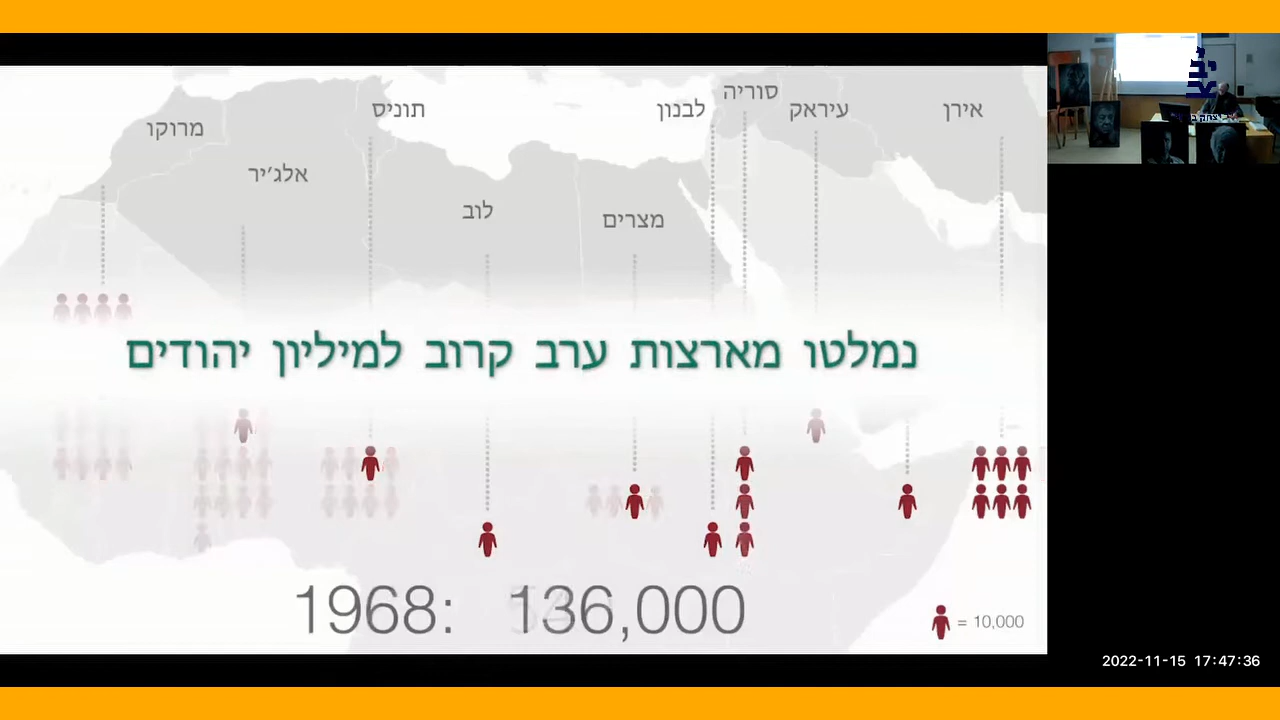 סוריה
תוניס
לבנון
עיראק
אירן
מרוקו
אלג׳יר
לוב
מצרים
נמלטו מארצות ערב קרוב למיליון יהודים
1968: 136,000
= 10,000
2022-11-15 17:47:36